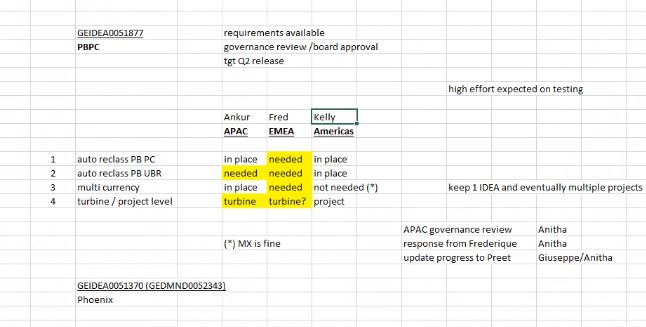 GEIDEA0051877 requirements available
PBPC governance review /board approval
tgt Q2 release
high effort expected on testing
Ankur Fred Kelly
APAC EMEA Americas
1 auto reclass PB PC in place needed in place
2 auto reclass PB UBR needed needed in place
3 multi currency in place needed not needed (*) keep 1 IDEA and eventually multiple projects
4 turbine / project level turbine turbine? project
APAC governance review Anitha
(*) MX is fine response from Frederique Anitha
update progress to Preet Giuseppe/Anitha
GEIDEA0051370 (GEDMND0052343)
Phoenix